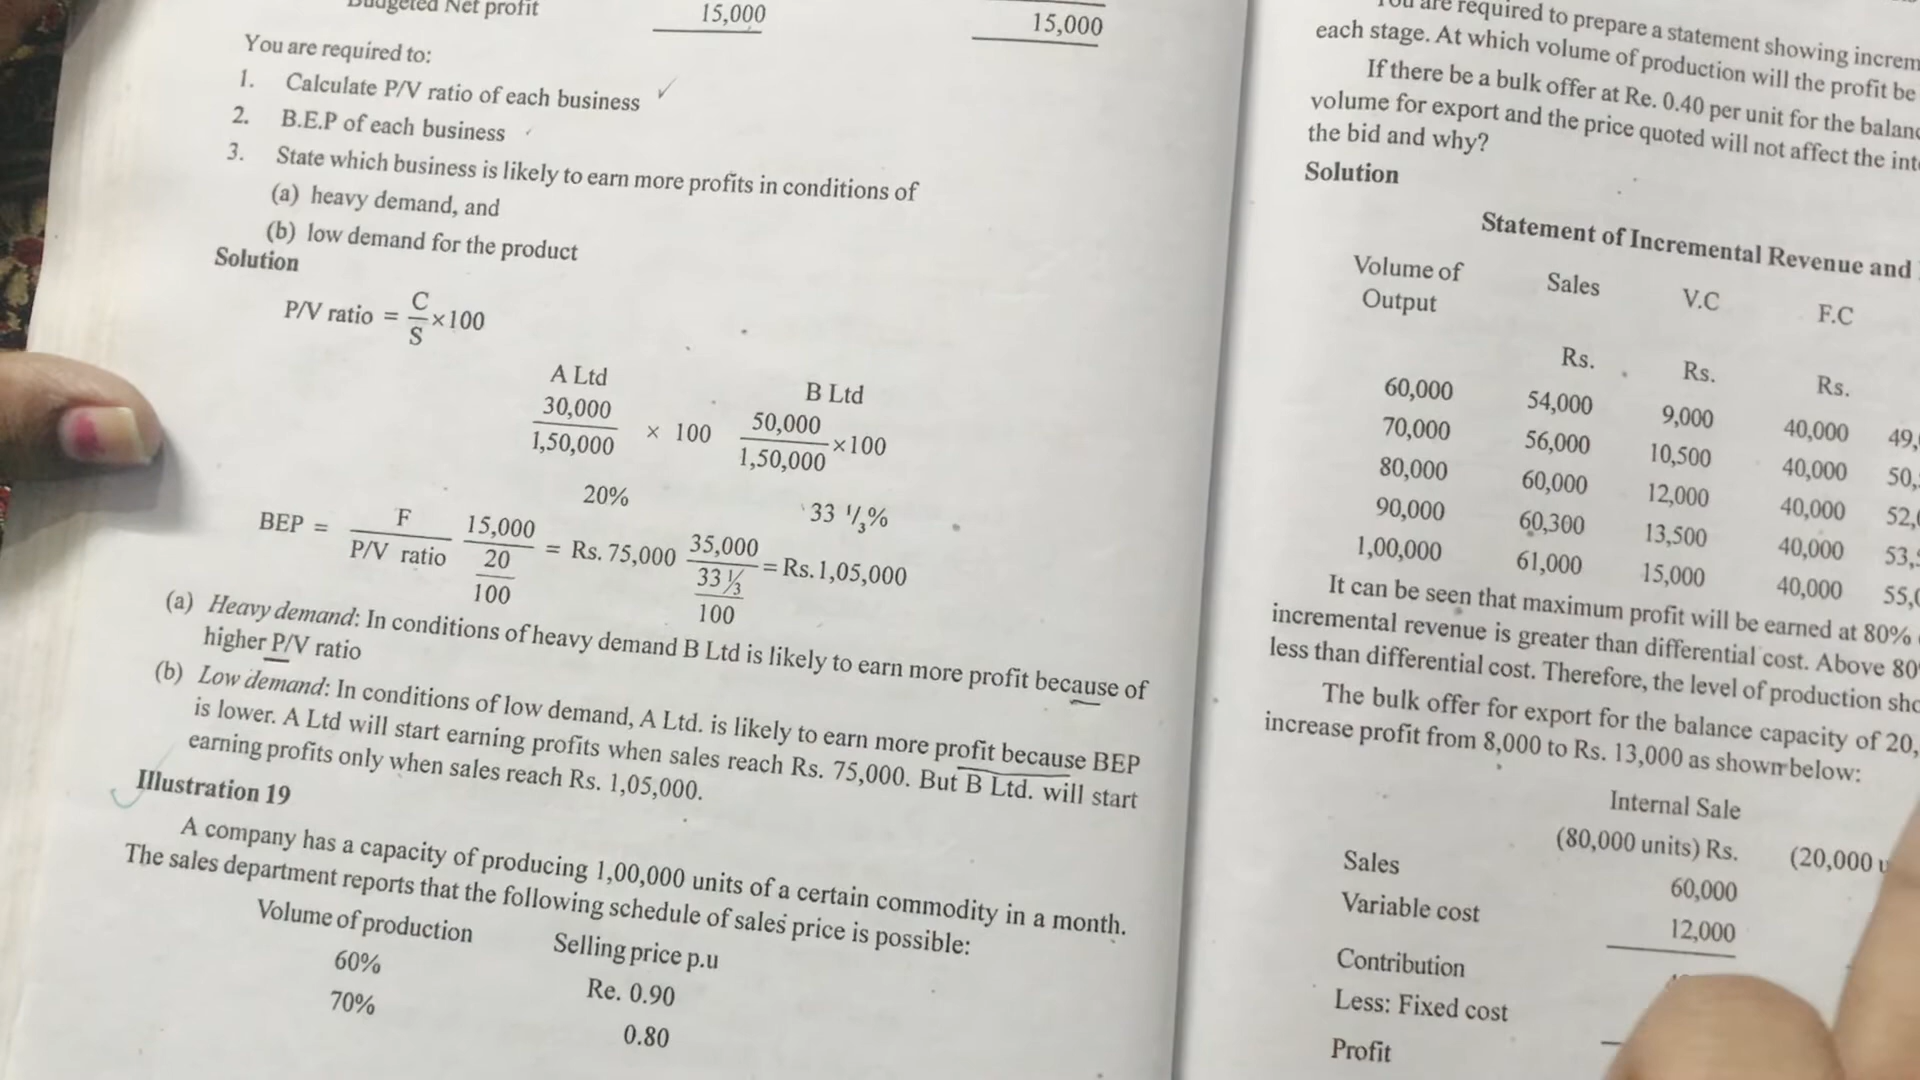 Budgeted Net profit 15,000 15,000
You are required to:
1. Calculate P/V ratio of each business
2. B.E.P of each business
3. State which business is likely to earn more profits in conditions of
(a) heavy demand, and
(b) low demand for the product
Solution
P/V ratio = C/S ×100
A Ltd B Ltd
30,000/1,50,000 × 100 50,000/1,50,000 ×100
20% 33 1/3%
BEP = F/P/V ratio 15,000/20/100 = Rs. 75,000 35,000/33 1/3/100 = Rs. 1,05,000
(a) Heavy demand: In conditions of heavy demand B Ltd is likely to earn more profit because of
higher P/V ratio
(b) Low demand: In conditions of low demand, A Ltd. is likely to earn more profit because BEP
is lower. A Ltd will start earning profits when sales reach Rs. 75,000. But B Ltd. will start
earning profits only when sales reach Rs. 1,05,000.
Illustration 19
A company has a capacity of producing 1,00,000 units of a certain commodity in a month.
The sales department reports that the following schedule of sales price is possible:
Volume of production Selling price p.u
60% Re. 0.90
70% 0.80
You are required to prepare a statement showing
each stage. At which volume of production will the profit be
If there be a bulk offer at Re. 0.40 per unit for the
volume for export and the price quoted will not affect the
the bid and why?
Solution
Statement of Incremental Revenue and
Volume of Output Sales V.C F.C
Rs. Rs. Rs.
60,000 54,000 9,000 40,000
70,000 56,000 10,500 40,000
80,000 60,000 12,000 40,000
90,000 60,300 13,500 40,000
1,00,000 61,000 15,000 40,000
It can be seen that maximum profit will be earned at 80%
incremental revenue is greater than differential cost. Above
less than differential cost. Therefore, the level of production
The bulk offer for export for the balance capacity of
increase profit from 8,000 to Rs. 13,000 as shown below:
Internal Sale
(80,000 units) Rs. (20,000
Sales 60,000
Variable cost 12,000
Contribution
Less: Fixed cost
Profit